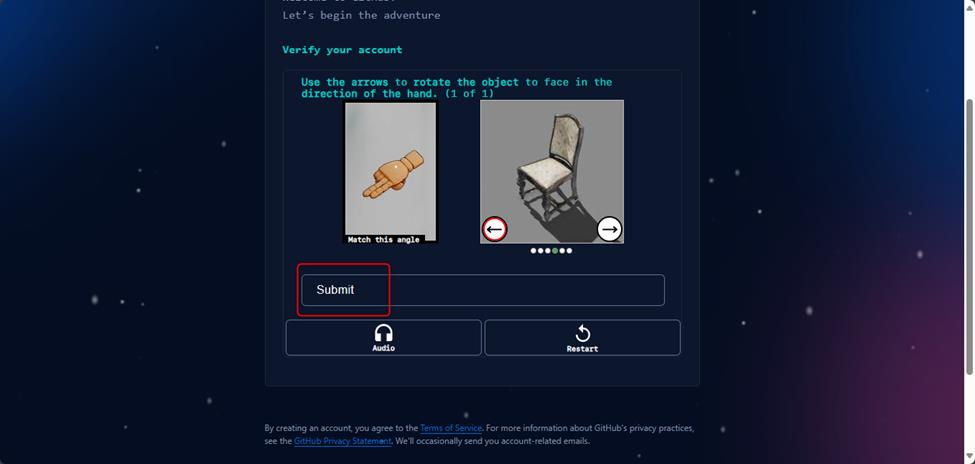 Let's begin the adventure
Verify your account
Use the arrows to rotate the object to face in the
direction of the hand. (1 of 1)
Match this angle
Submit
Audio
Restart
By creating an account, you agree to the Terms of Service. For more information about GitHub's privacy practices,
see the GitHub Privacy Statement. We'll occasionally send you account-related emails.